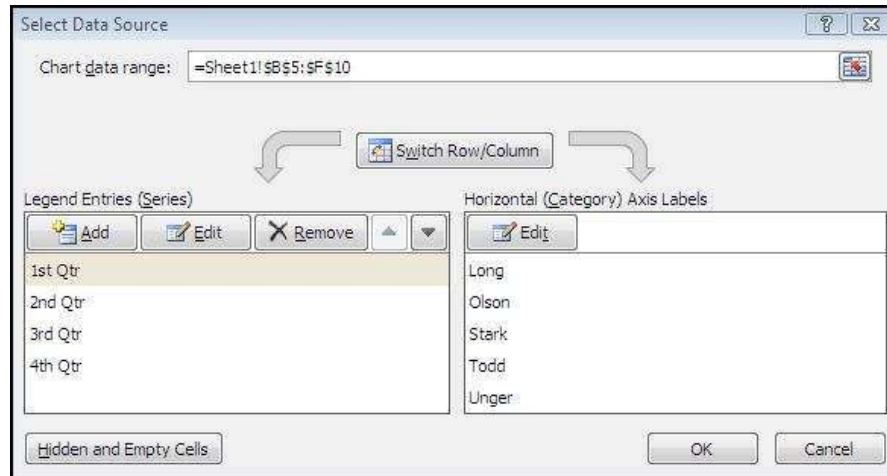 Select Data Source
Chart data range: =Sheet1!$B$5:$F$10
Switch Row/Column
Legend Entries (Series)
Horizontal (Category) Axis Labels
Add Edit Remove
Edit
1st Qtr
2nd Qtr
3rd Qtr
4th Qtr
Long
Olson
Stark
Todd
Unger
Hidden and Empty Cells
OK Cancel